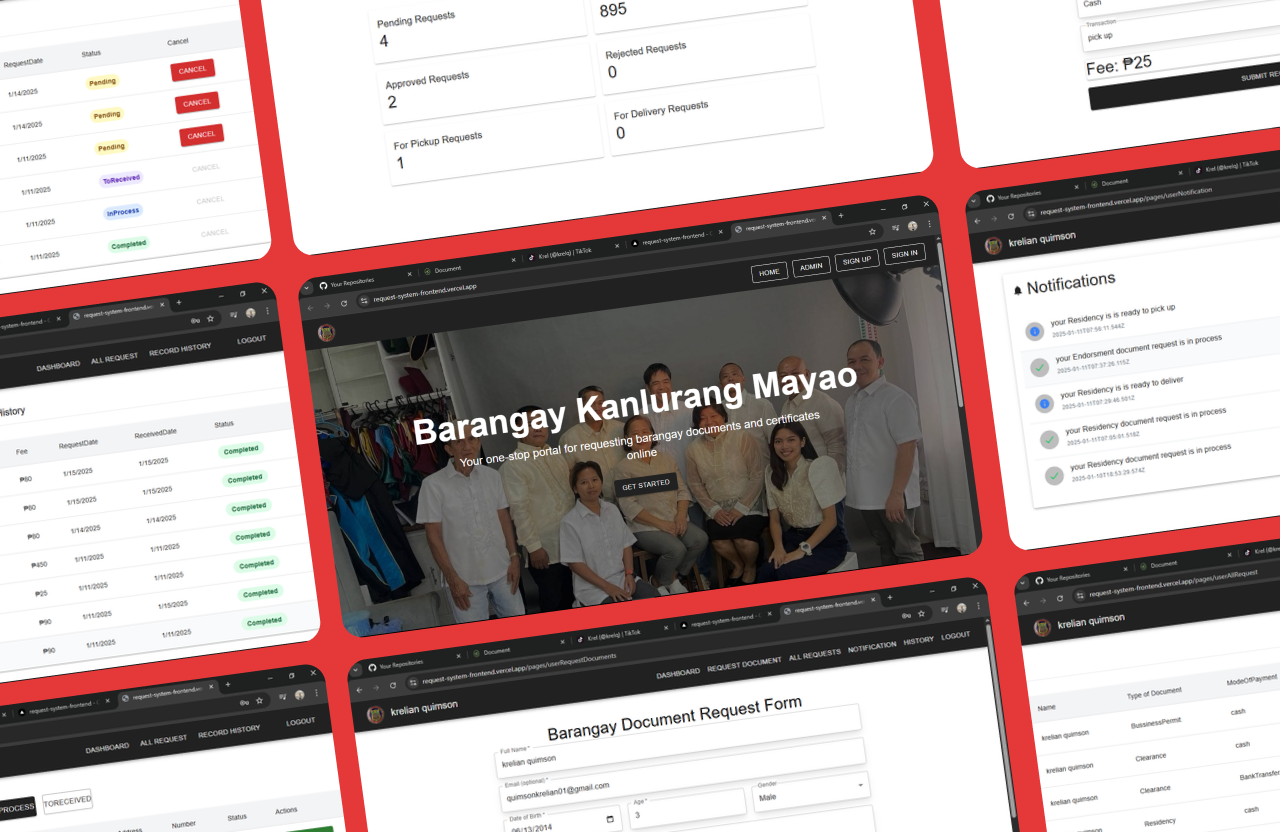 RequestDate Status Cancel
1/14/2025 Pending CANCEL
1/14/2025 Pending CANCEL
1/11/2025 Pending CANCEL
1/11/2025 ToReceived CANCEL
1/11/2025 InProcess CANCEL
1/11/2025 Completed CANCEL
Pending Requests
4
895
Approved Requests
2
Rejected Requests
0
For Pickup Requests
1
For Delivery Requests
0
Cash
Transaction
pick up
Fee: ₱25
SUBMIT
request-system-frontend.ve
DASHBOARD ALL REQUEST RECORD HISTORY LOGOUT
History
Fee RequestDate ReceivedDate Status
₱80 1/15/2025 1/15/2025 Completed
₱80 1/15/2025 1/15/2025 Completed
₱80 1/14/2025 1/14/2025 Completed
₱450 1/11/2025 1/11/2025 Completed
₱25 1/11/2025 1/11/2025 Completed
₱90 1/11/2025 1/15/2025 Completed
₱90 1/11/2025 1/11/2025 Completed
Your Repositories Document Krel (@krelq) | TikTok request-system-frontend request-system-frontend.ve
request-system-frontend.vercel.app
HOME ADMIN SIGN UP SIGN IN
Barangay Kanlurang Mayao
Your one-stop portal for requesting barangay documents and certificates
online
GET STARTED
Your Repositories Document Krel (@krelq) | TikTok
request-system-frontend.vercel.app/pages/userNotification
krelian quimson
Notifications
your Residency is is ready to pick up
2025-01-11T07:58:11.544Z
your Endorsment document request is in process
2025-01-11T07:37:26.115Z
your Residency is is ready to deliver
2025-01-11T07:29:46.501Z
your Residency document request is in process
2025-01-11T07:05:01.518Z
your Residency document request is in process
2025-01-10T18:53:29.574Z
request-system-frontend request-system-frontend.ve
DASHBOARD ALL REQUEST RECORD HISTORY LOGOUT
PROCESS TORECEIVED
Number Status Actions
Your Repositories Document Krel (@krelq) | TikTok request-system-frontend request-system-frontend.ve
request-system-frontend.vercel.app/pages/userRequestDocuments
krelian quimson
DASHBOARD REQUEST DOCUMENT ALL REQUESTS NOTIFICATION HISTORY LOGOUT
Barangay Document Request Form
Full Name *
krelian quimson
Email (optional) *
quimsonkrelian01@gmail.com
Date of Birth *
06/13/2014
Age *
3
Gender
Male
Your Repositories Document
request-system-frontend.vercel.app/pages/userAllRequest
krelian quimson
Name Type of Document ModeOfPayment
krelian quimson BussinessPermit cash
krelian quimson Clearance cash
krelian quimson Clearance BankTransfer
Residency cash